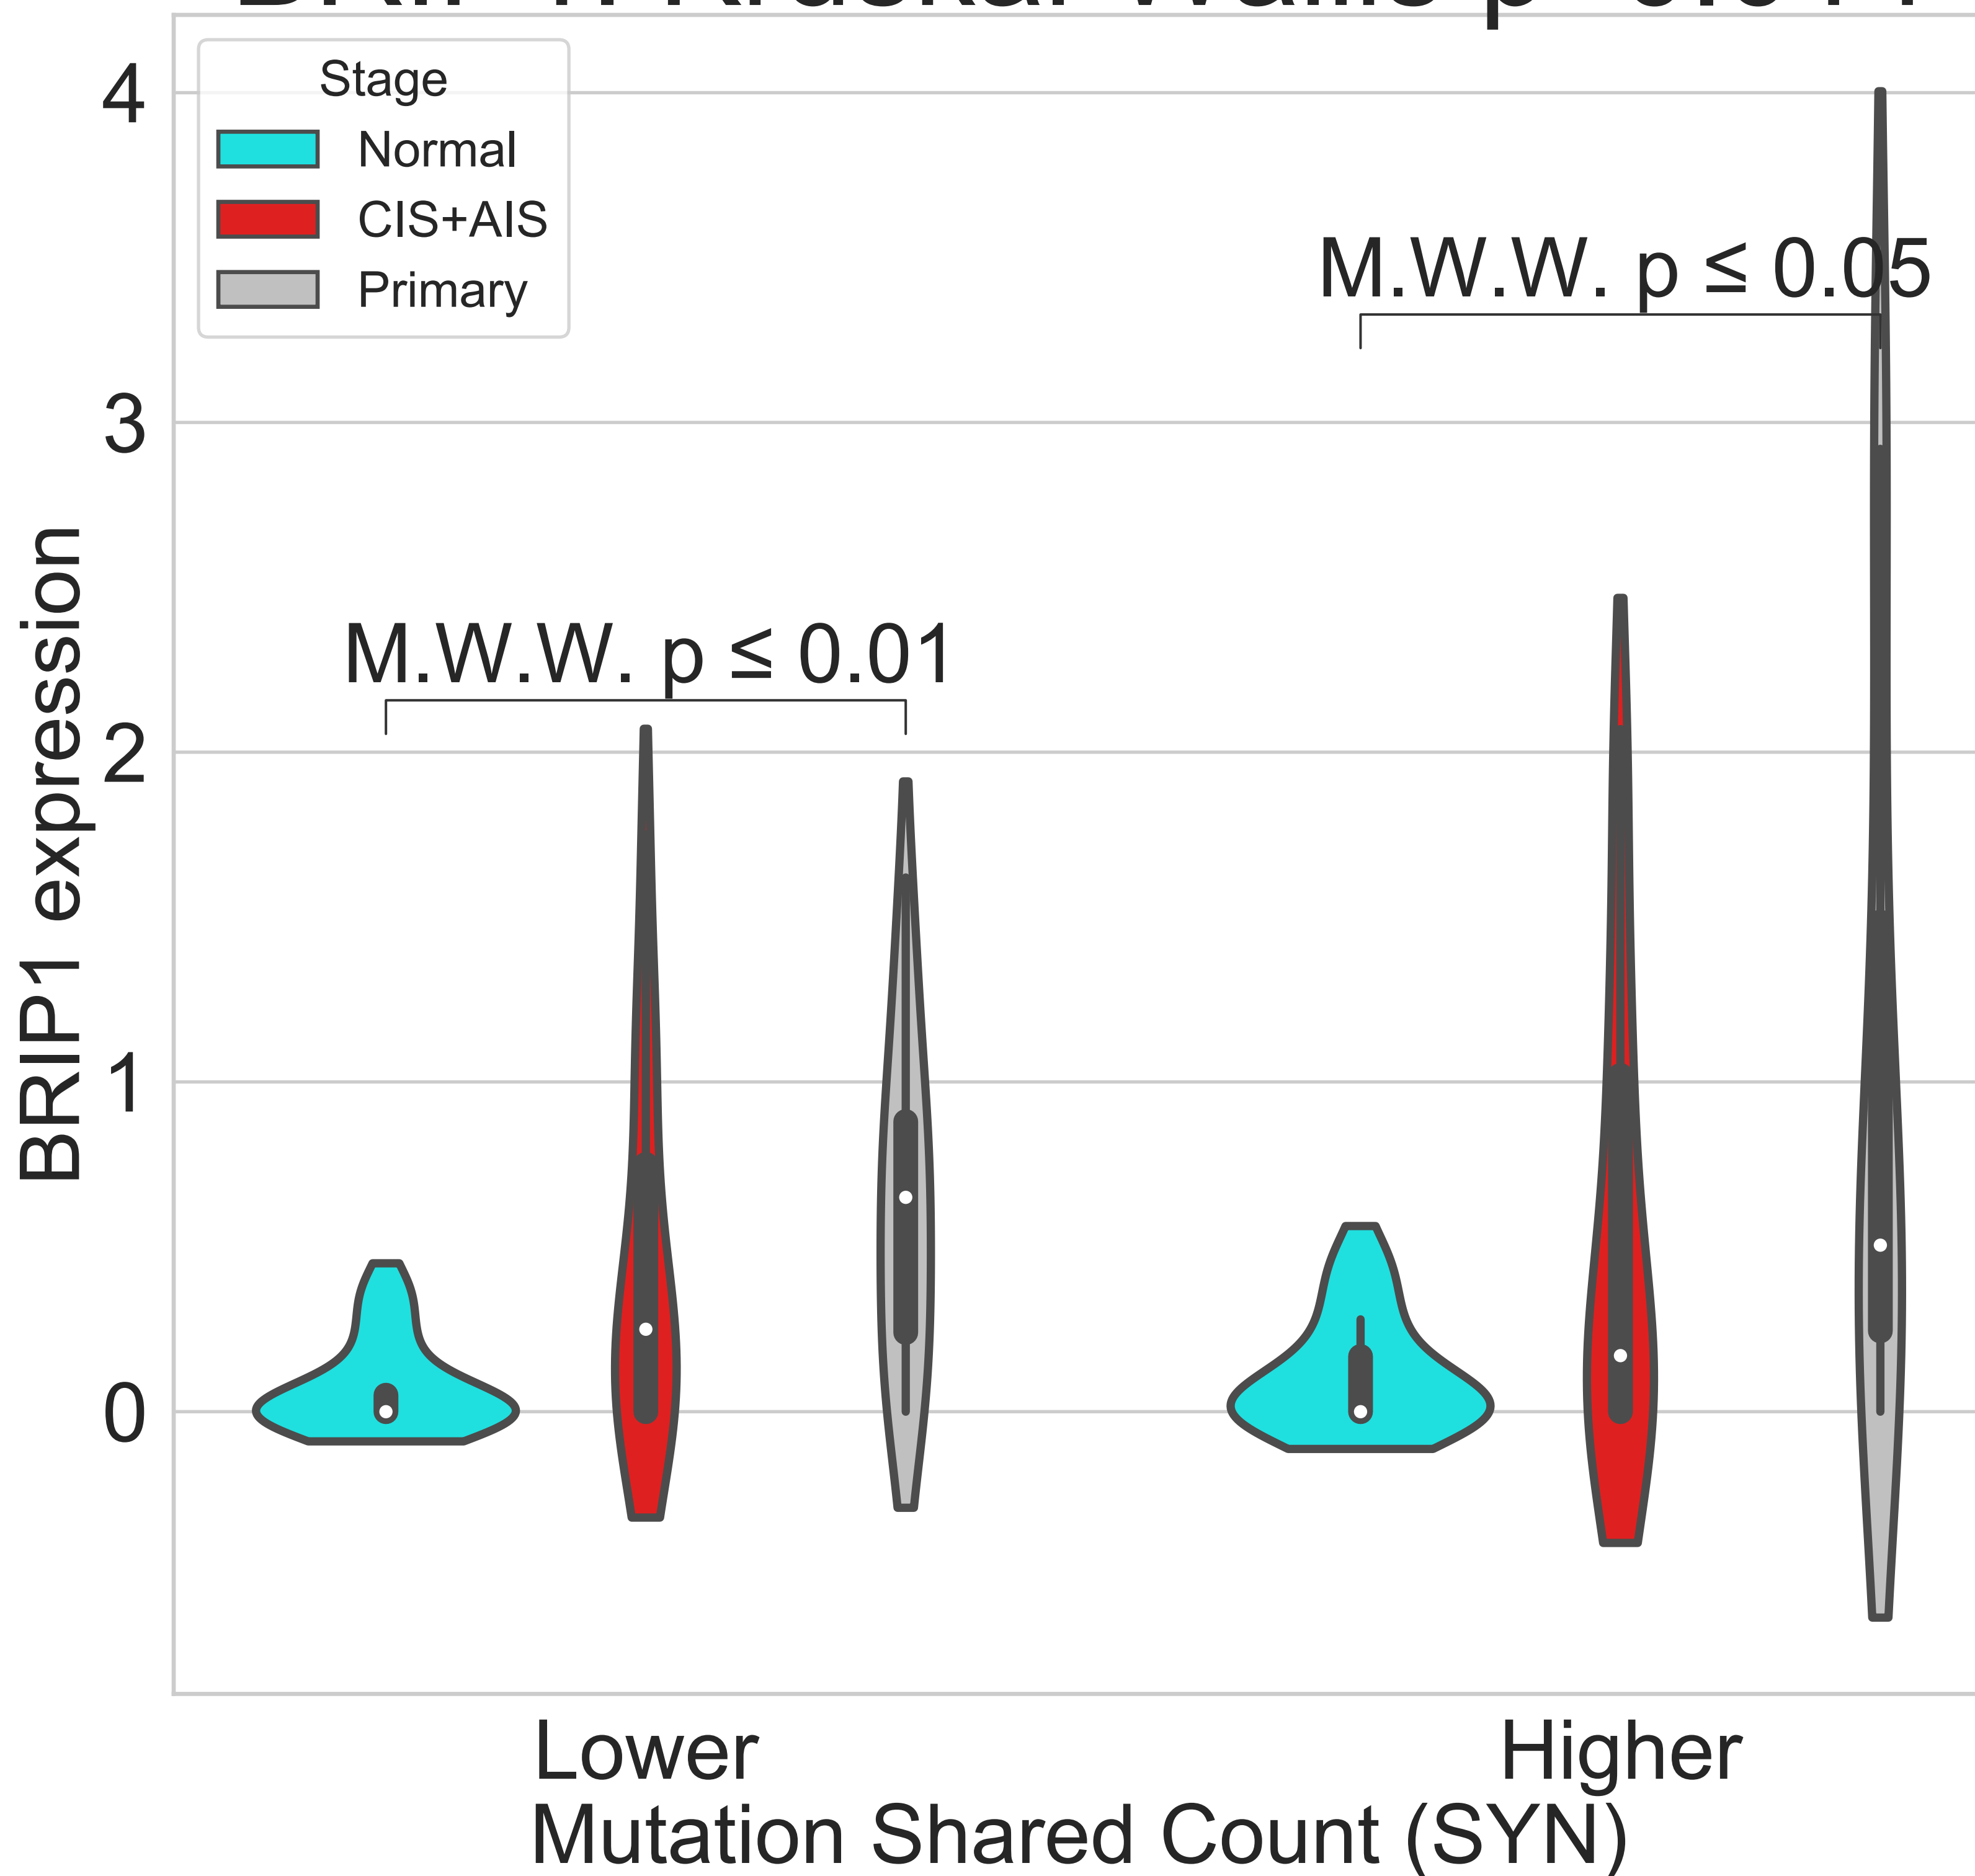 Stage
Normal
CIS+AIS
Primary
4
3
2
1
0
M.W.W. p ≤ 0.05
M.W.W. p ≤ 0.01
BRIP1 expression
Lower
Higher
Mutation Shared Count (SYN)